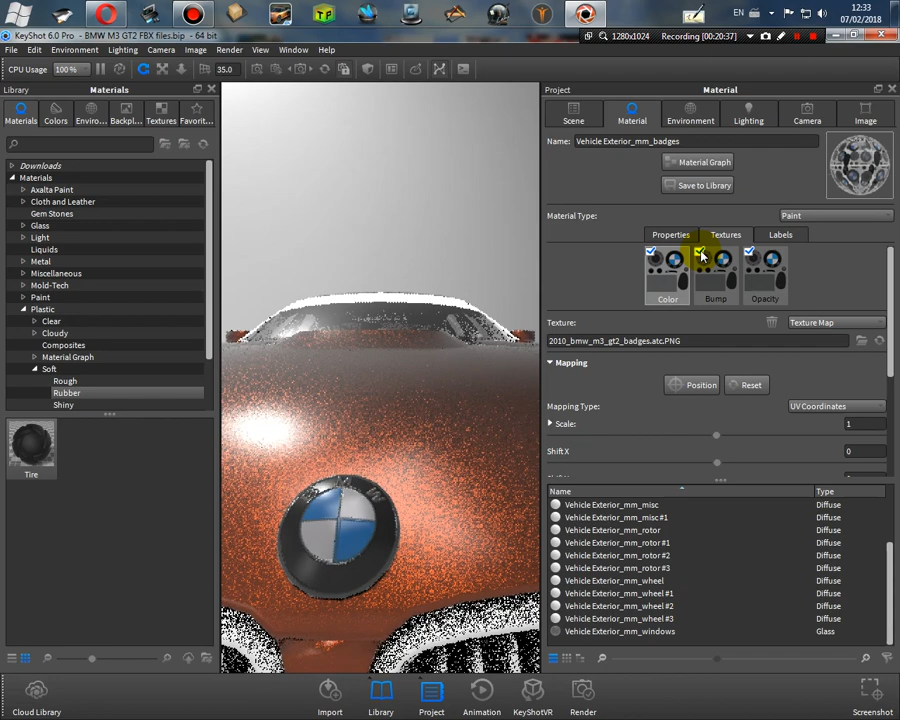 EN
12:33
07/02/2018
KeyShot 6.0 Pro - BMW M3 GT2 FBX files.bip
1280x1024
Recording [00:20:37]
File Edit Environment Lighting Camera Image Render View Window Help
CPU Usage 100 % 35.0
Library Materials
Materials Colors Enviro... Backpl... Textures Favorit...
Downloads
Materials
Axalta Paint
Cloth and Leather
Gem Stones
Glass
Light
Liquids
Metal
Miscellaneous
Mold-Tech
Paint
Plastic
Clear
Cloudy
Composites
Material Graph
Soft
Rough
Rubber
Shiny
Tire
BMW
Project Material
Scene Material Environment Lighting Camera Image
Name: Vehicle Exterior_mm_badges
Material Graph
Save to Library
Material Type: Paint
Properties Textures Labels
Color Bump Opacity
Texture: Texture Map
2010_bmw_m3_gt2_badges.atc.PNG
Mapping
Position Reset
Mapping Type: UV Coordinates
Scale: 1
Shift X 0
Name Type
Vehicle Exterior_mm_misc Diffuse
Vehicle Exterior_mm_misc #1 Diffuse
Vehicle Exterior_mm_rotor Diffuse
Vehicle Exterior_mm_rotor #1 Diffuse
Vehicle Exterior_mm_rotor #2 Diffuse
Vehicle Exterior_mm_rotor #3 Diffuse
Vehicle Exterior_mm_wheel Diffuse
Vehicle Exterior_mm_wheel #1 Diffuse
Vehicle Exterior_mm_wheel #2 Diffuse
Vehicle Exterior_mm_wheel #3 Diffuse
Vehicle Exterior_mm_windows Glass
Cloud Library Import Library Project Animation KeyShotVR Render Screenshot